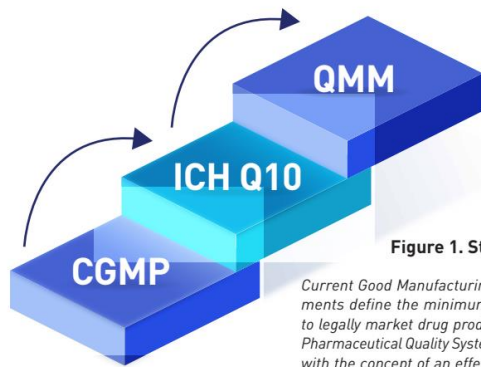 QMM
ICH Q10
CGMP
Figure 1. St
Current Good Manufacturin
ments define the minimum
to legally market drug prod
Pharmaceutical Quality System
with the concept of an effe